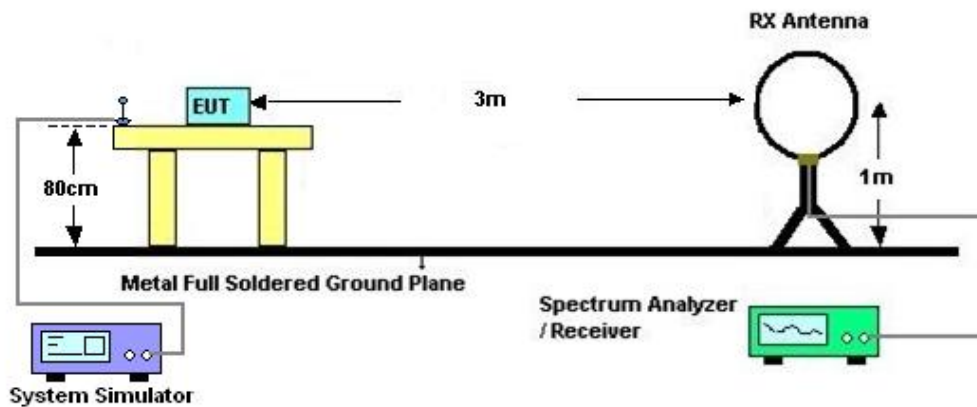 RX Antenna
EUT
3m
80cm
1m
Metal Full Soldered Ground Plane
Spectrum Analyzer
/ Receiver
System Simulator